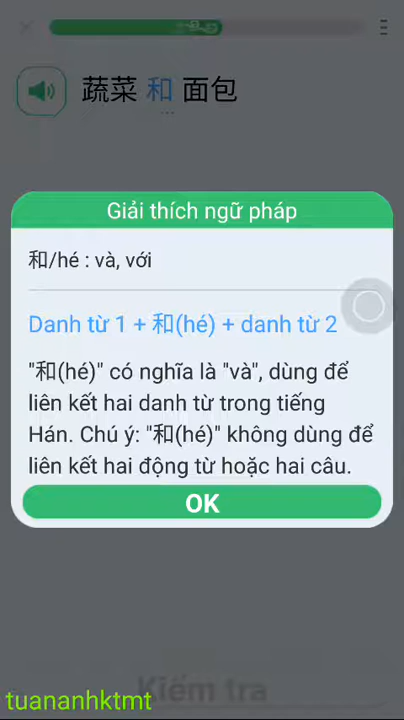 蔬菜 和 面包
Giải thích ngữ pháp
和/hé : và, với
Danh từ 1 + 和(hé) + danh từ 2
"和(hé)" có nghĩa là "và", dùng để
liên kết hai danh từ trong tiếng
Hán. Chú ý: "和(hé)" không dùng để
liên kết hai động từ hoặc hai câu.
OK
Kiểm tra
tuananhktmt